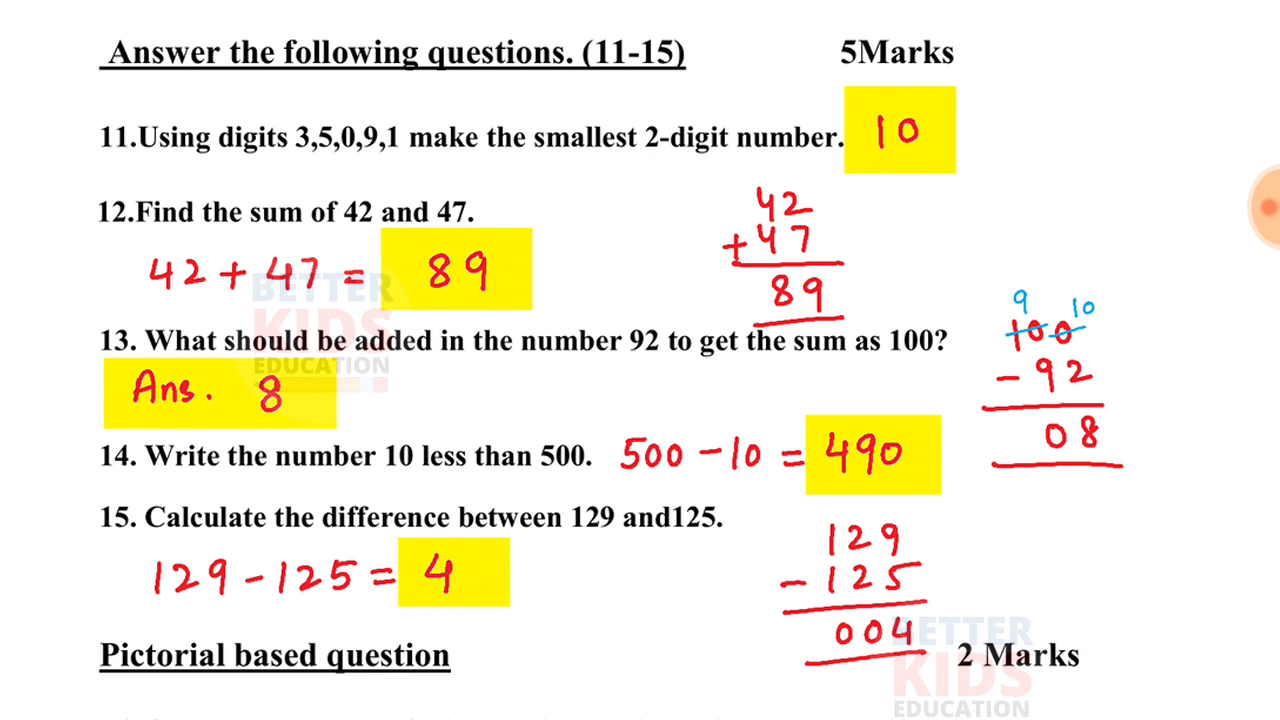 Answer the following questions. (11-15) 5Marks
11.Using digits 3,5,0,9,1 make the smallest 2-digit number. 10
12.Find the sum of 42 and 47.
42 + 47 = 89
42
+ 47
89
13. What should be added in the number 92 to get the sum as 100?
Ans. 8
9 10
100
- 92
08
14. Write the number 10 less than 500. 500 - 10 = 490
15. Calculate the difference between 129 and125.
129 - 125 = 4
129
- 125
004
Pictorial based question 2 Marks
BETTER
KIDS
EDUCATION
BETTER
KIDS
EDUCATION